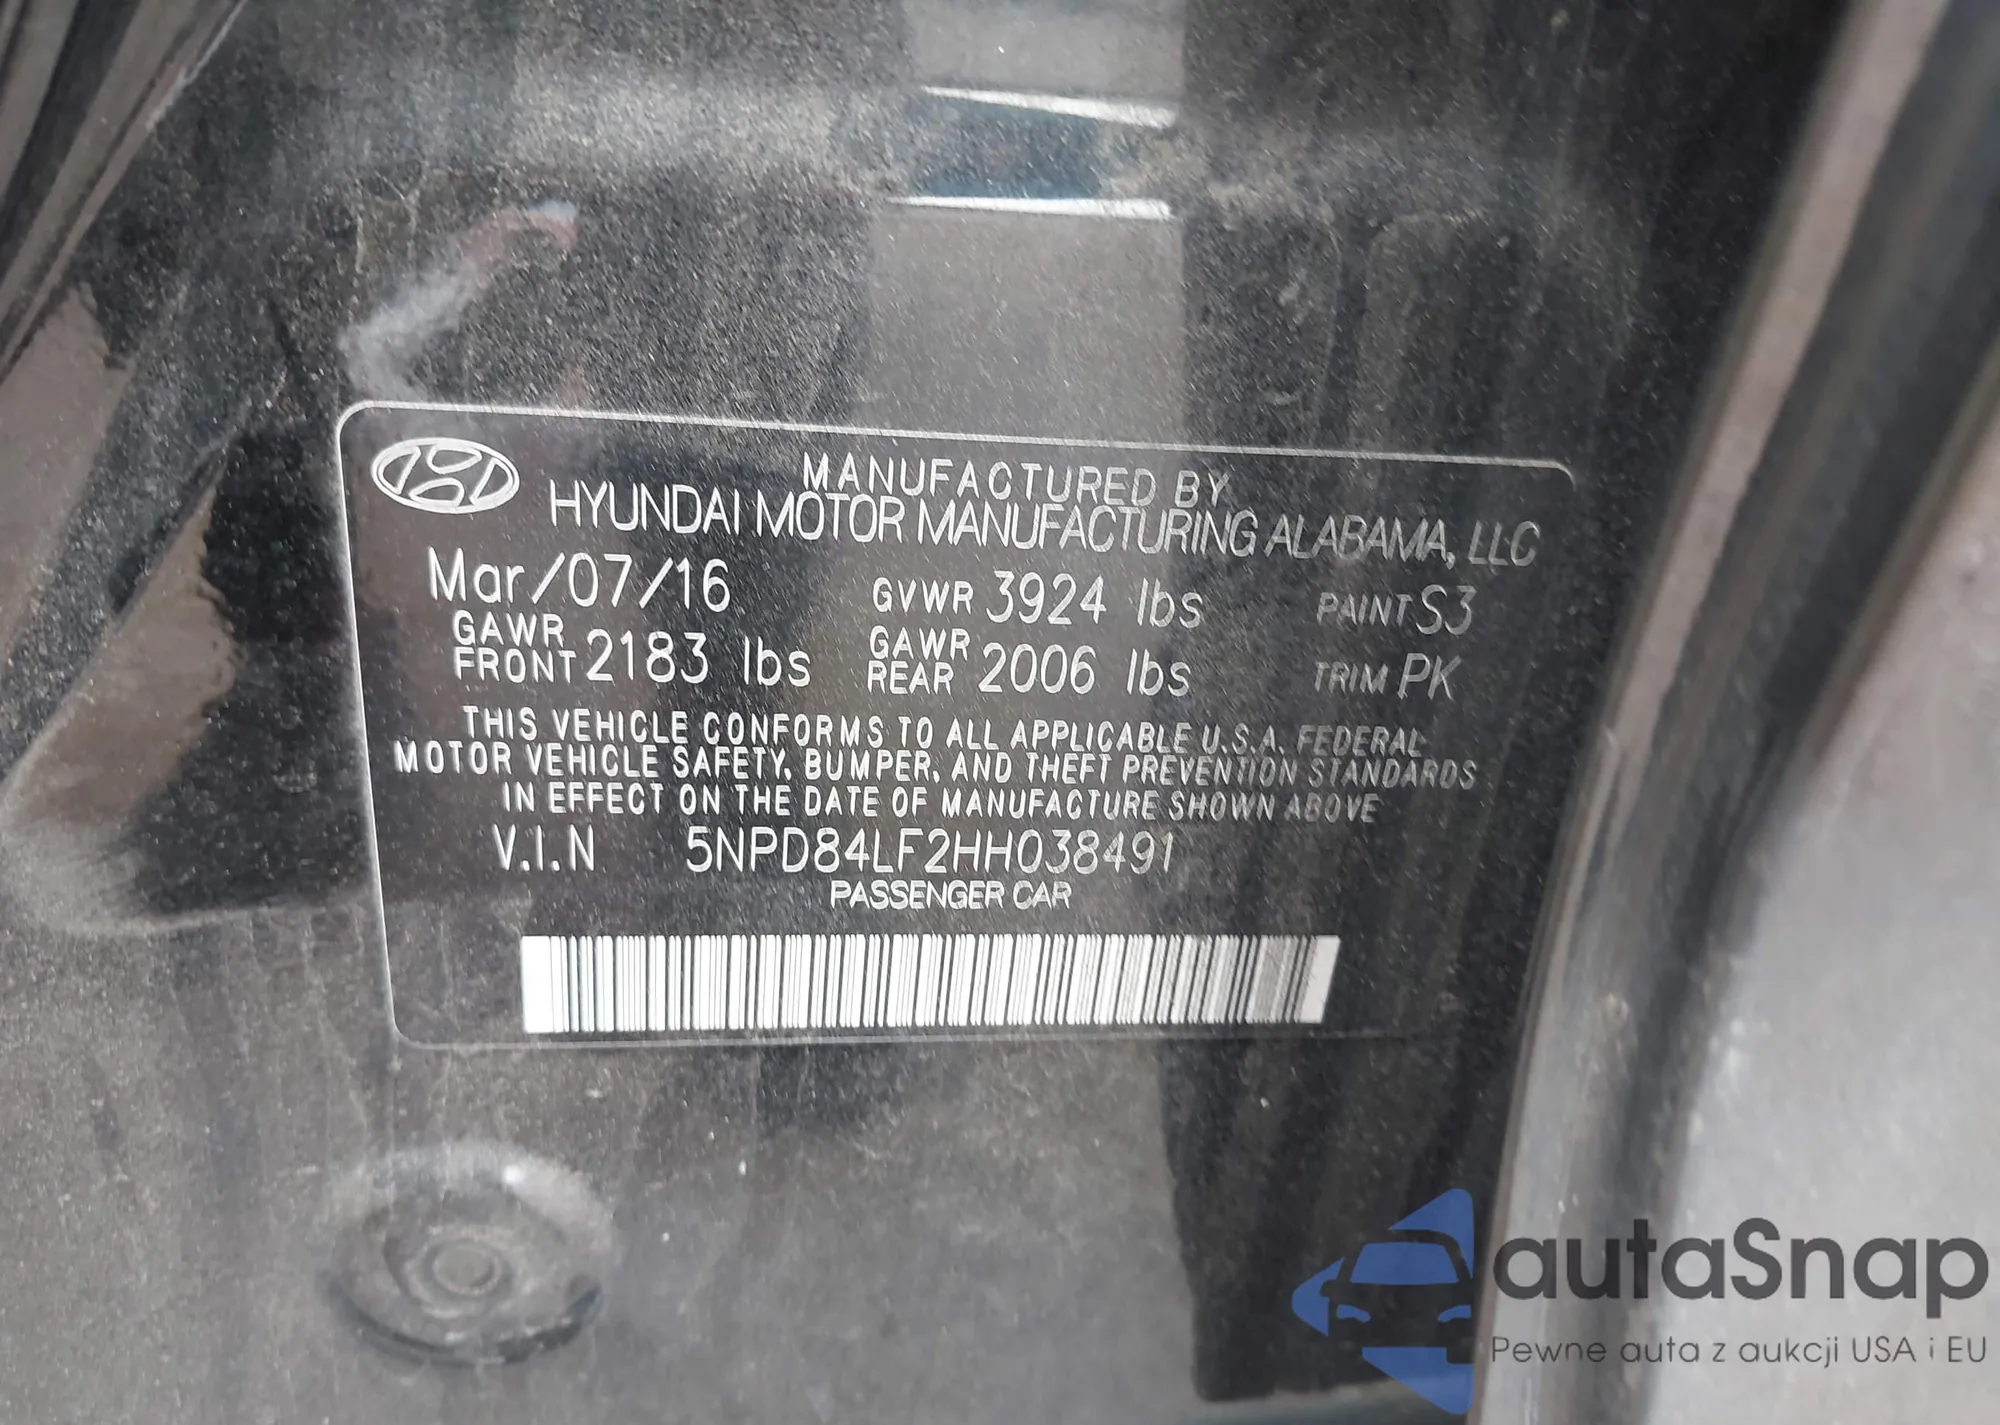 MANUFACTURED BY
HYUNDAI MOTOR MANUFACTURING ALABAMA, LLC
Mar/07/16 GVWR 3924 lbs PAINT S3
GAWR FRONT 2183 lbs GAWR REAR 2006 lbs TRIM PK
THIS VEHICLE CONFORMS TO ALL APPLICABLE U.S.A. FEDERAL
MOTOR VEHICLE SAFETY, BUMPER, AND THEFT PREVENTION STANDARDS
IN EFFECT ON THE DATE OF MANUFACTURE SHOWN ABOVE
V.I.N 5NPD84LF2HH038491
PASSENGER CAR
autaSnap
Pewne auta z aukcji USA i EU